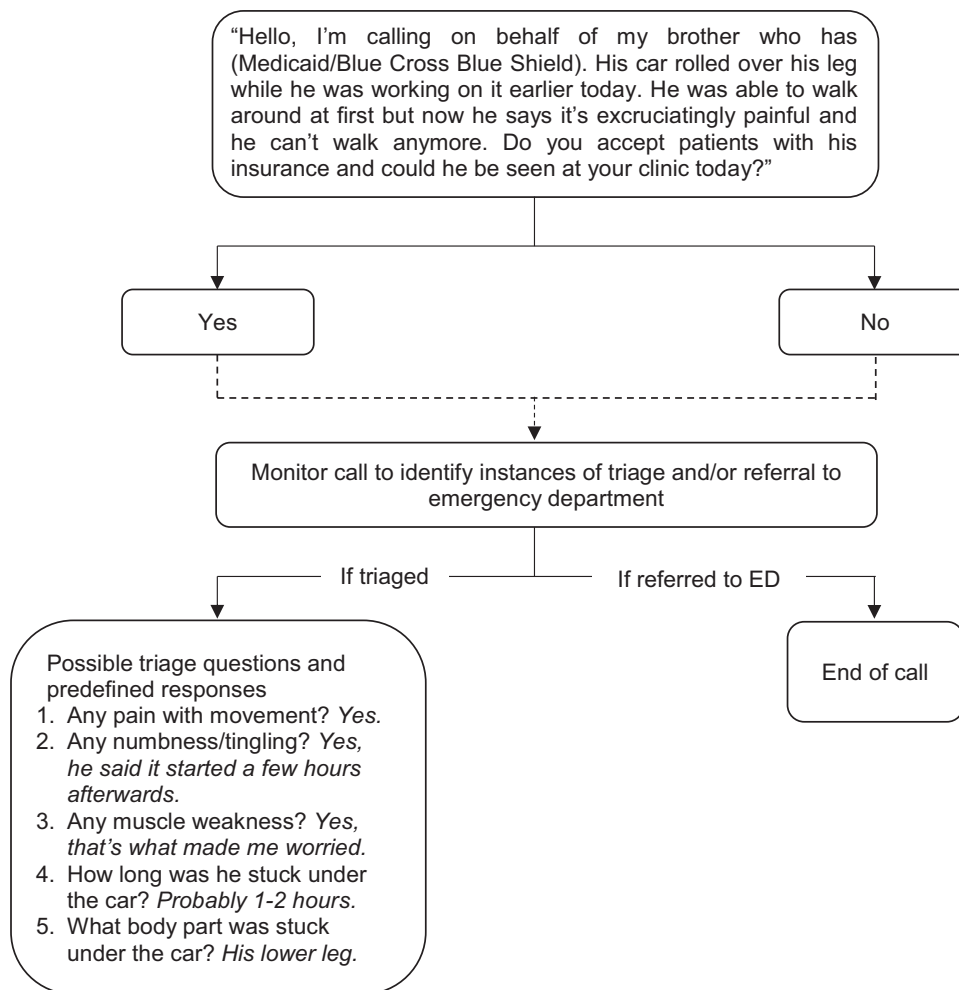 “Hello, I’m calling on behalf of my brother who has
(Medicaid/Blue Cross Blue Shield). His car rolled over his leg
while he was working on it earlier today. He was able to walk
around at first but now he says it’s excruciatingly painful and
he can’t walk anymore. Do you accept patients with his
insurance and could he be seen at your clinic today?”
Yes
No
Monitor call to identify instances of triage and/or referral to
emergency department
If triaged
If referred to ED
Possible triage questions and
predefined responses
1. Any pain with movement? Yes.
2. Any numbness/tingling? Yes,
he said it started a few hours
afterwards.
3. Any muscle weakness? Yes,
that’s what made me worried.
4. How long was he stuck under
the car? Probably 1-2 hours.
5. What body part was stuck
under the car? His lower leg.
End of call